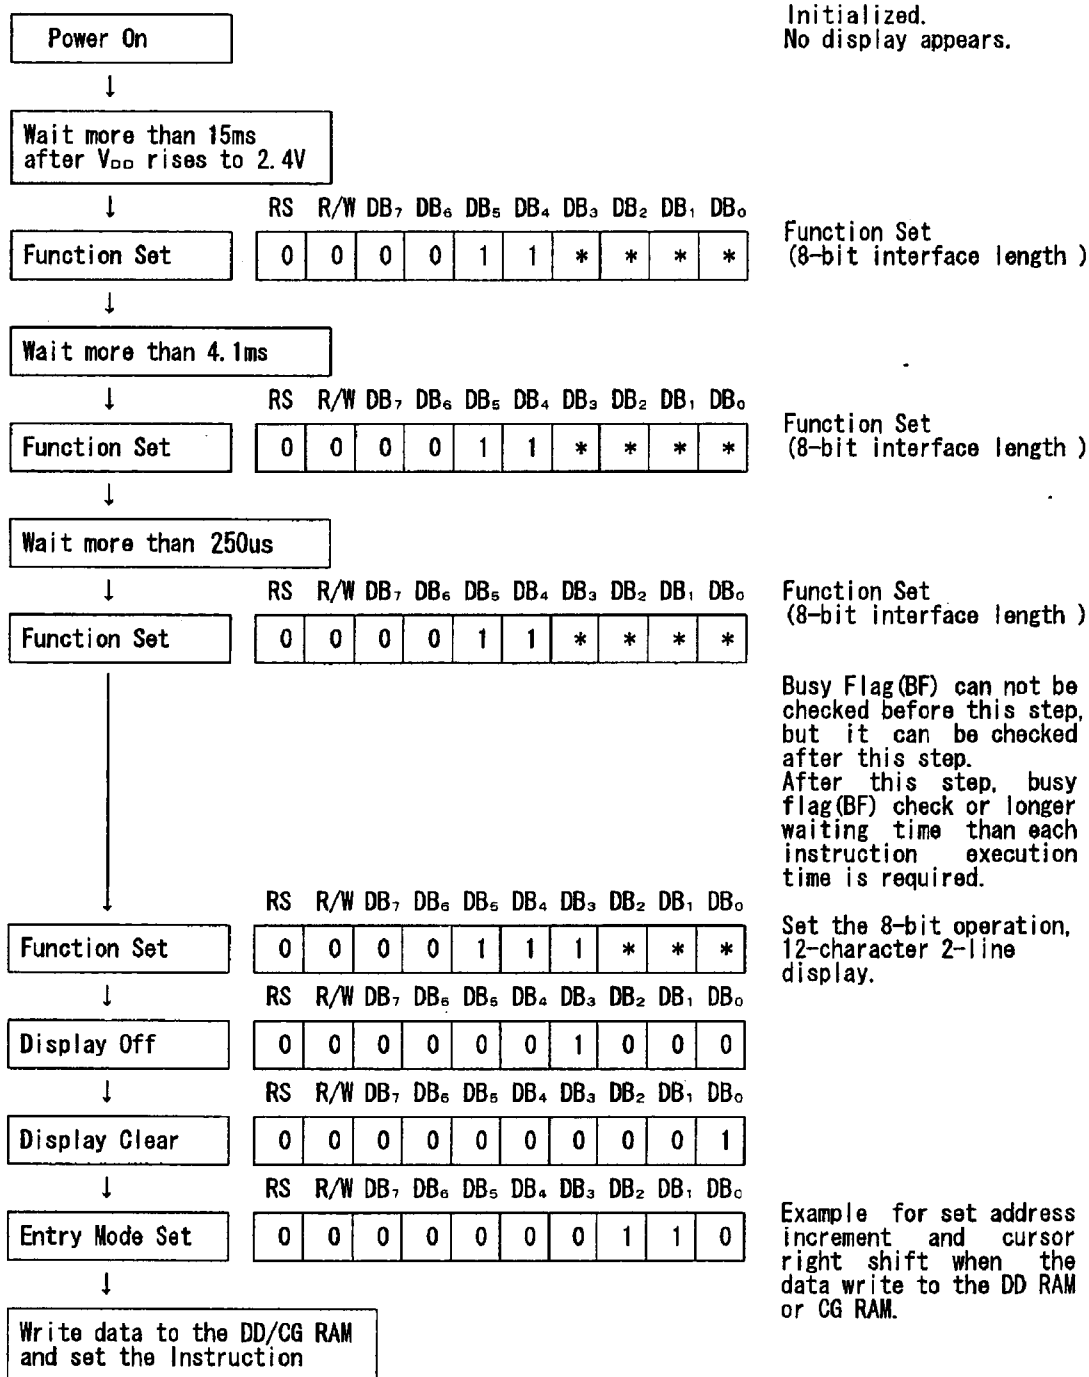 Initialized.
Power On
No display appears.
↓
Wait more than 15ms
after V_DD rises to 2.4V
↓ RS R/W DB₇ DB₆ DB₅ DB₄ DB₃ DB₂ DB₁ DB₀
Function Set 0 0 0 0 1 1 * * * *
Function Set
(8-bit interface length )
↓
Wait more than 4.1ms
↓ RS R/W DB₇ DB₆ DB₅ DB₄ DB₃ DB₂ DB₁ DB₀
Function Set 0 0 0 0 1 1 * * * *
Function Set
(8-bit interface length )
↓
Wait more than 250us
↓ RS R/W DB₇ DB₆ DB₅ DB₄ DB₃ DB₂ DB₁ DB₀
Function Set 0 0 0 0 1 1 * * * *
Function Set
(8-bit interface length )
Busy Flag(BF) can not be
checked before this step,
but it can be checked
after this step.
After this step, busy
flag(BF) check or longer
waiting time than each
instruction execution
time is required.
↓ RS R/W DB₇ DB₆ DB₅ DB₄ DB₃ DB₂ DB₁ DB₀
Function Set 0 0 0 0 1 1 1 * * *
Set the 8-bit operation,
12-character 2-line
display.
↓ RS R/W DB₇ DB₆ DB₅ DB₄ DB₃ DB₂ DB₁ DB₀
Display Off 0 0 0 0 0 0 1 0 0 0
↓ RS R/W DB₇ DB₆ DB₅ DB₄ DB₃ DB₂ DB₁ DB₀
Display Clear 0 0 0 0 0 0 0 0 0 1
↓ RS R/W DB₇ DB₆ DB₅ DB₄ DB₃ DB₂ DB₁ DB₀
Entry Mode Set 0 0 0 0 0 0 0 1 1 0
Example for set address
increment and cursor
right shift when the
data write to the DD RAM
or CG RAM.
↓
Write data to the DD/CG RAM
and set the Instruction